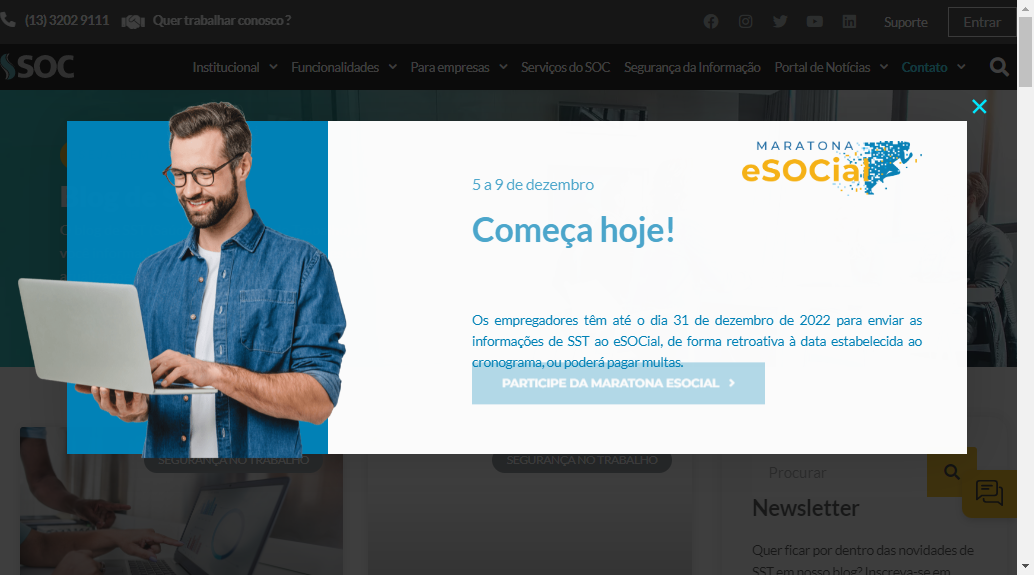 (13) 3202 9111 Quer trabalhar conosco ? Suporte Entrar
SOC Institucional Funcionalidades Para empresas Serviços do SOC Segurança da Informação Portal de Notícias Contato
MARATONA
eSOCial
5 a 9 de dezembro
Começa hoje!
Os empregadores têm até o dia 31 de dezembro de 2022 para enviar as
informações de SST ao eSOCial, de forma retroativa à data estabelecida ao
cronograma, ou poderá pagar multas.
PARTICIPE DA MARATONA ESOCIAL
SEGURANÇA NO TRABALHO SEGURANÇA NO TRABALHO
Procurar
Newsletter
Quer ficar por dentro das novidades de
SST em nosso blog? Inscreva-se em